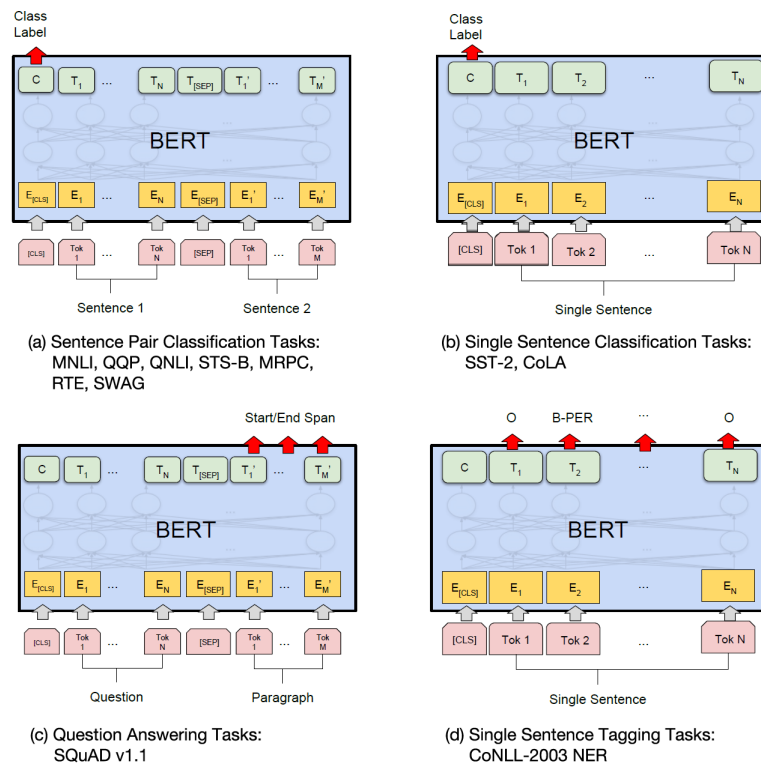 Class
Label
C T1 ... TN T[SEP] T1' ... TM'
BERT
E[CLS] E1 ... EN E[SEP] E1' ... EM'
[CLS] Tok 1 ... Tok N [SEP] Tok 1 ... Tok M
Sentence 1 Sentence 2
(a) Sentence Pair Classification Tasks:
MNLI, QQP, QNLI, STS-B, MRPC,
RTE, SWAG
Class
Label
C T1 T2 ... TN
BERT
E[CLS] E1 E2 ... EN
[CLS] Tok 1 Tok 2 ... Tok N
Single Sentence
(b) Single Sentence Classification Tasks:
SST-2, CoLA
Start/End Span
C T1 ... TN T[SEP] T1' ... TM'
BERT
E[CLS] E1 ... EN E[SEP] E1' ... EM'
[CLS] Tok 1 ... Tok N [SEP] Tok 1 ... Tok M
Question Paragraph
(c) Question Answering Tasks:
SQuAD v1.1
O B-PER ... O
C T1 T2 ... TN
BERT
E[CLS] E1 E2 ... EN
[CLS] Tok 1 Tok 2 ... Tok N
Single Sentence
(d) Single Sentence Tagging Tasks:
CoNLL-2003 NER